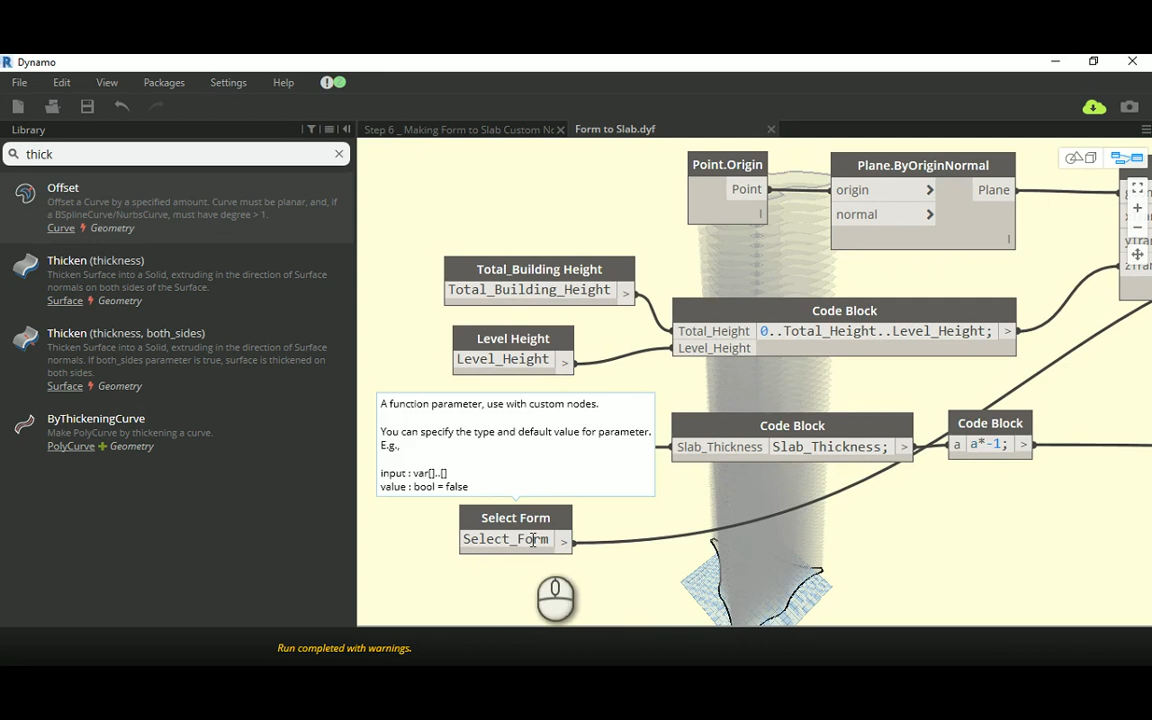 R Dynamo
File Edit View Packages Settings Help
Library
thick
Offset
Offset a Curve by a specified amount. Curve must be planar, and, if
a BSplineCurve/NurbsCurve, must have degree > 1.
Curve Geometry
Thicken (thickness)
Thicken Surface into a Solid, extruding in the direction of Surface
normals on both sides of the Surface.
Surface Geometry
Thicken (thickness, both_sides)
Thicken Surface into a Solid, extruding in the direction of Surface
normals. If both_sides parameter is true, surface is thickened on
both sides.
Surface Geometry
ByThickeningCurve
Make PolyCurve by thickening a curve.
PolyCurve Geometry
Step 6 _ Making Form to Slab Custom No
Form to Slab.dyf
Point.Origin
Point
Plane.ByOriginNormal
origin > Plane
normal >
Total_Building Height
Total_Building_Height >
Level Height
Level_Height >
Code Block
Total_Height 0..Total_Height..Level_Height; >
Level_Height
A function parameter, use with custom nodes.
You can specify the type and default value for parameter.
E.g.,
input : var[]..[]
value : bool = false
Code Block
Slab_Thickness Slab_Thickness; >
Code Block
a a*-1; >
Select Form
Select_Form >
Run completed with warnings.